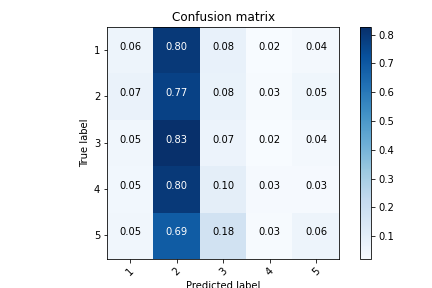 Confusion matrix
1 0.06 0.80 0.08 0.02 0.04
2 0.07 0.77 0.08 0.03 0.05
3 0.05 0.83 0.07 0.02 0.04
4 0.05 0.80 0.10 0.03 0.03
5 0.05 0.69 0.18 0.03 0.06
1 2 3 4 5
True label
Predicted label
0.8
0.7
0.6
0.5
0.4
0.3
0.2
0.1